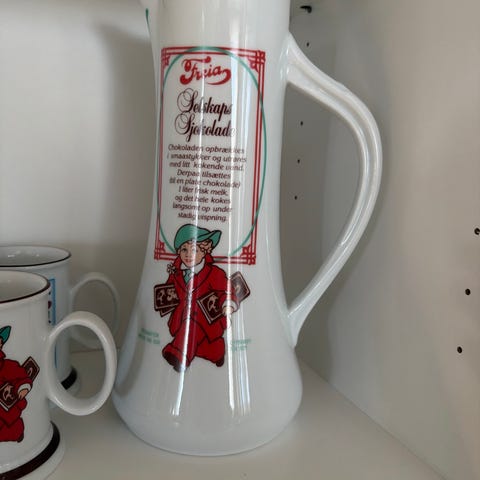 Freia
Selskaps
Sjokolade
Chokoladen opbrækkes
i smaastykker og utrøres
med litt kokende vand.
Derpaa tilsættes
(til en plate chokolade)
1 liter frisk melk,
og det hele kokes
langsomt op under
stadig vispning.